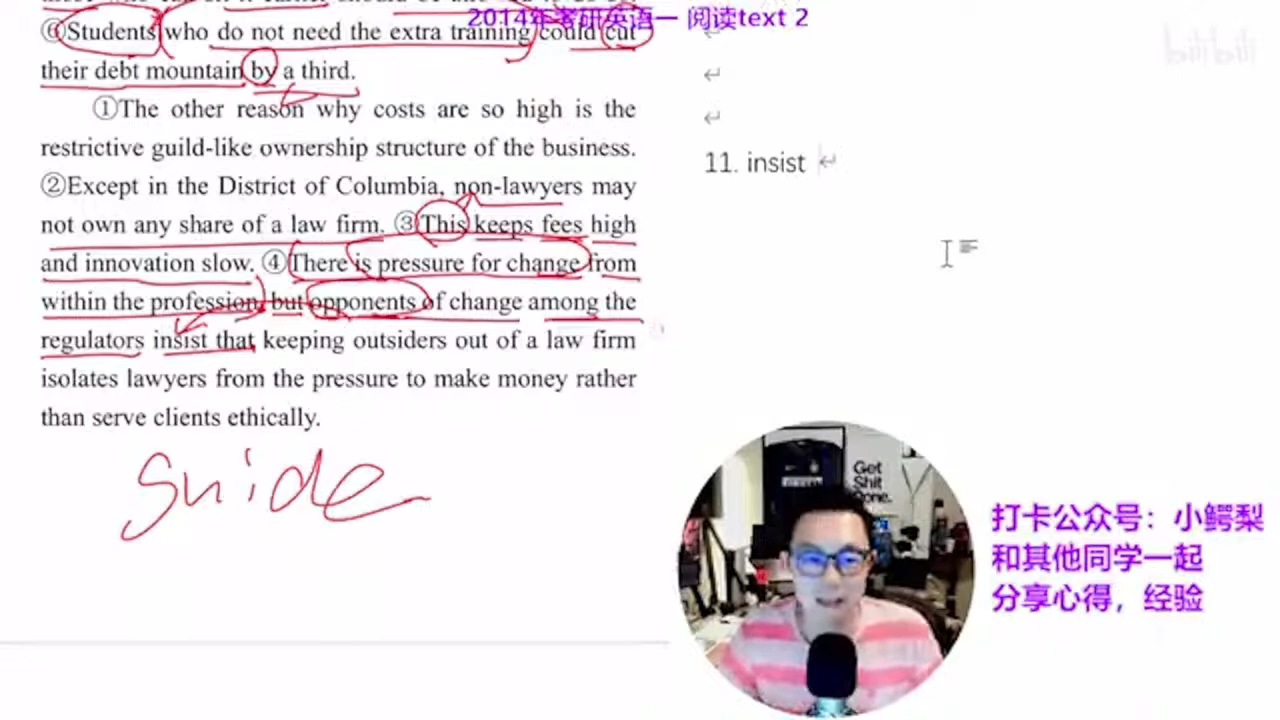 2014年考研英语一 阅读text 2
⑥Students who do not need the extra training could cut
their debt mountain by a third.
①The other reason why costs are so high is the
restrictive guild-like ownership structure of the business.
②Except in the District of Columbia, non-lawyers may
not own any share of a law firm. ③This keeps fees high
and innovation slow. ④There is pressure for change from
within the profession, but opponents of change among the
regulators insist that keeping outsiders out of a law firm
isolates lawyers from the pressure to make money rather
than serve clients ethically.
guide
11. insist
bilibili
Get
Shit
Done.
打卡公众号：小鳄梨
和其他同学一起
分享心得，经验